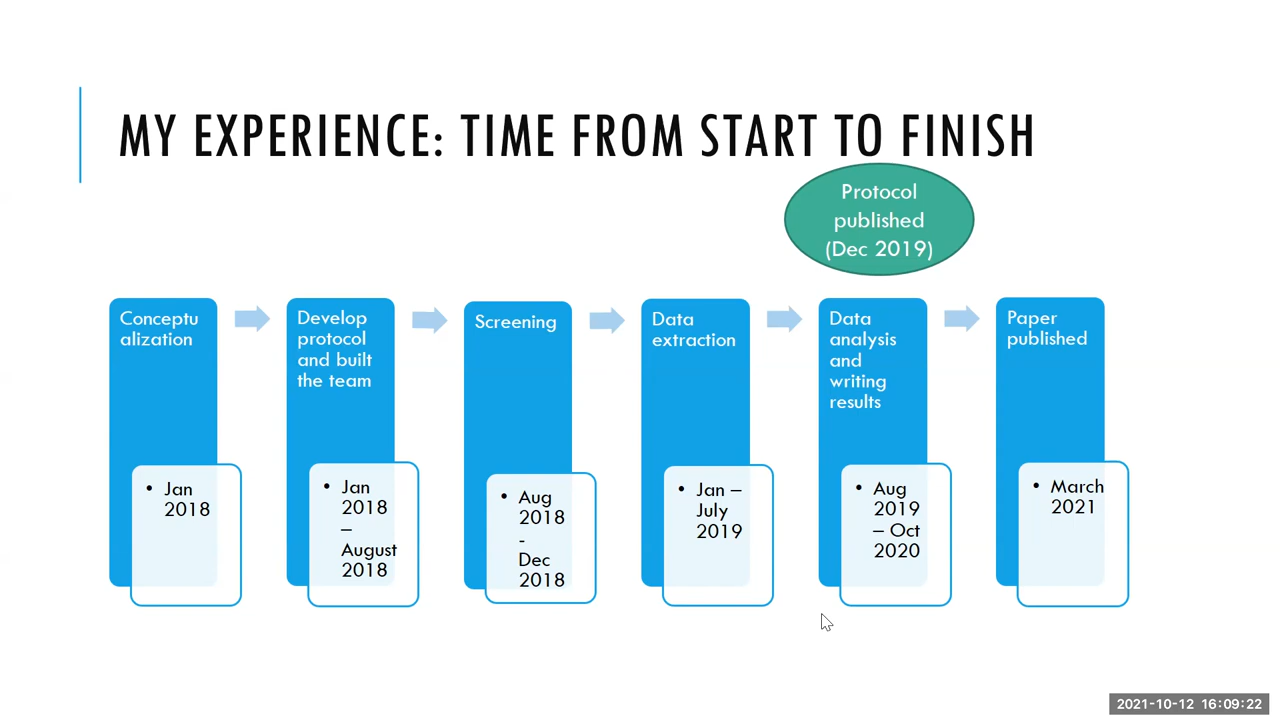 MY EXPERIENCE: TIME FROM START TO FINISH
Protocol
published
(Dec 2019)
Conceptu
alization
• Jan
2018
Develop
protocol
and built
the team
• Jan
2018
–
August
2018
Screening
• Aug
2018
-
Dec
2018
Data
extraction
• Jan –
July
2019
Data
analysis
and
writing
results
• Aug
2019
– Oct
2020
Paper
published
• March
2021
2021-10-12 16:09:22